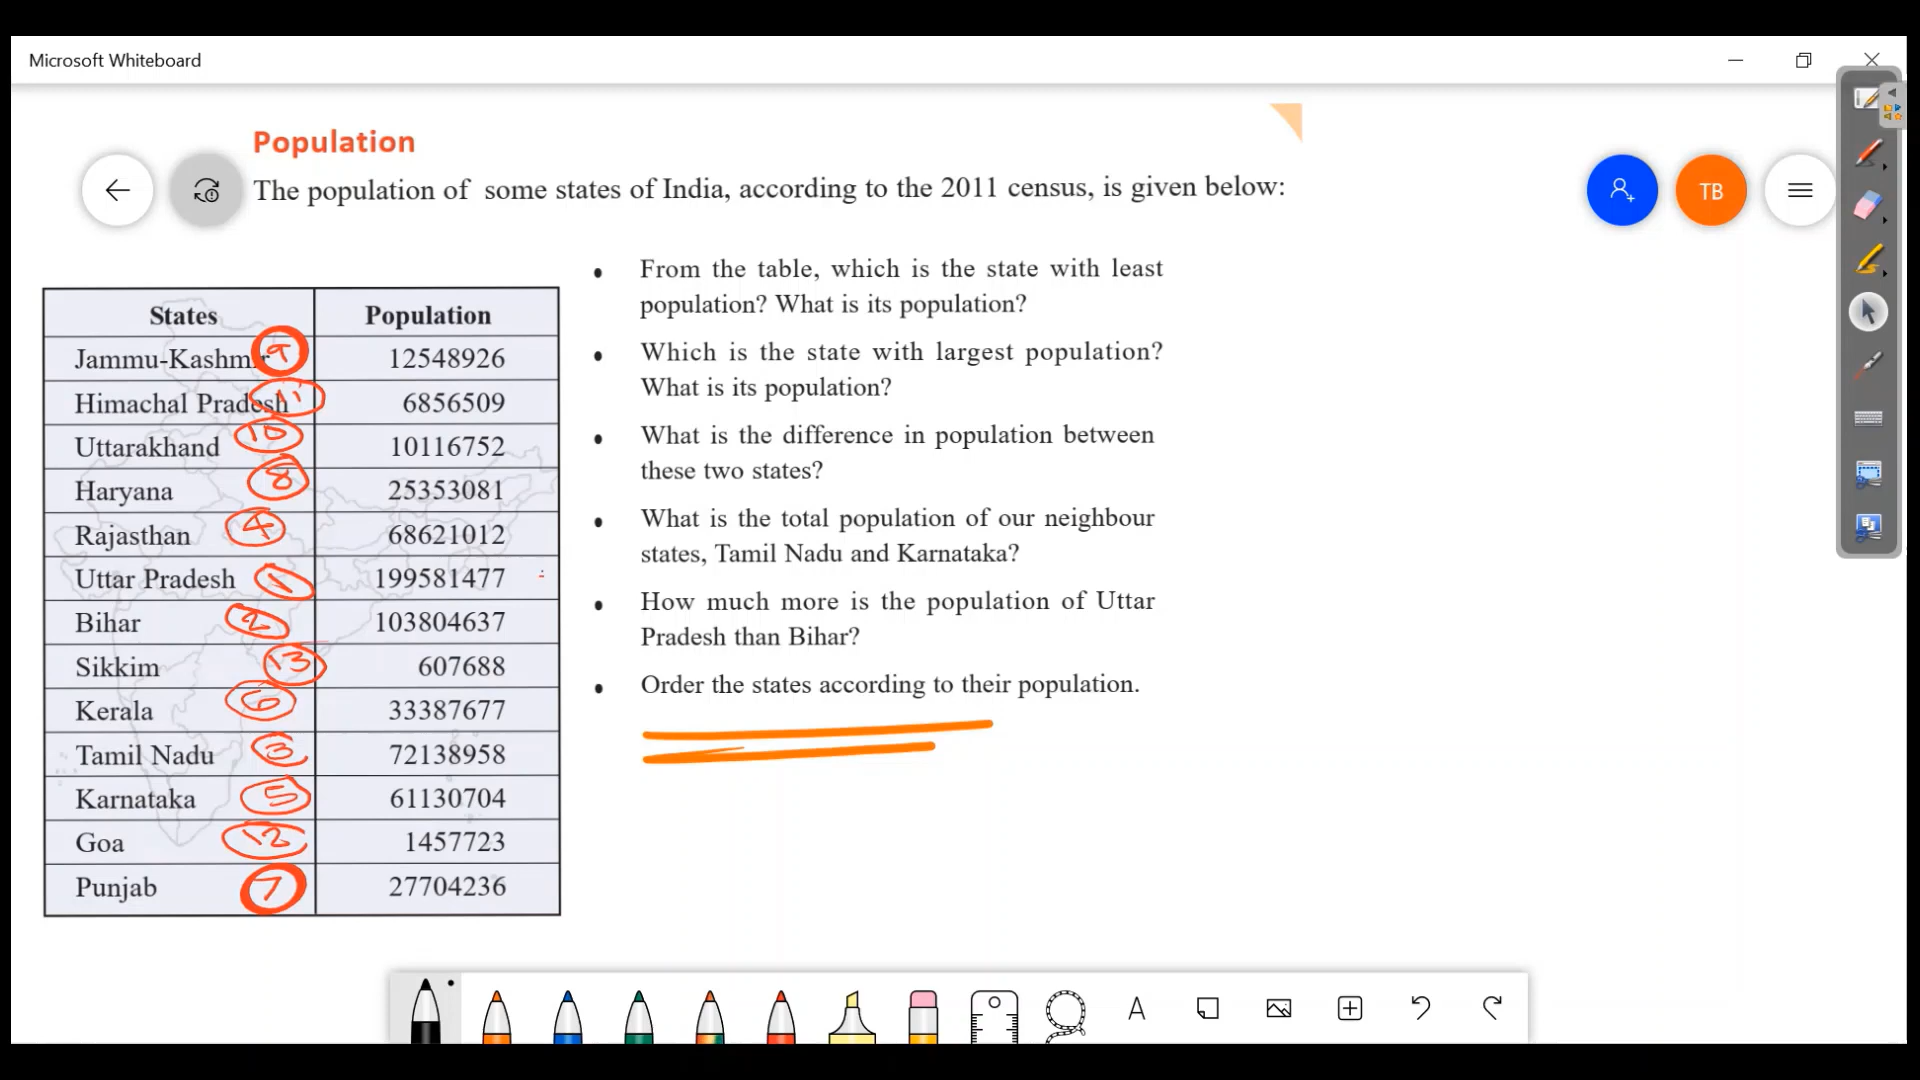 Microsoft Whiteboard
Population
The population of some states of India, according to the 2011 census, is given below:
TB
States Population
Jammu-Kashmir 9 12548926
Himachal Pradesh 11 6856509
Uttarakhand 10 10116752
Haryana 8 25353081
Rajasthan 4 68621012
Uttar Pradesh 1 199581477
Bihar 2 103804637
Sikkim 13 607688
Kerala 6 33387677
Tamil Nadu 3 72138958
Karnataka 5 61130704
Goa 12 1457723
Punjab 7 27704236
• From the table, which is the state with least
population? What is its population?
• Which is the state with largest population?
What is its population?
• What is the difference in population between
these two states?
• What is the total population of our neighbour
states, Tamil Nadu and Karnataka?
• How much more is the population of Uttar
Pradesh than Bihar?
• Order the states according to their population.
A